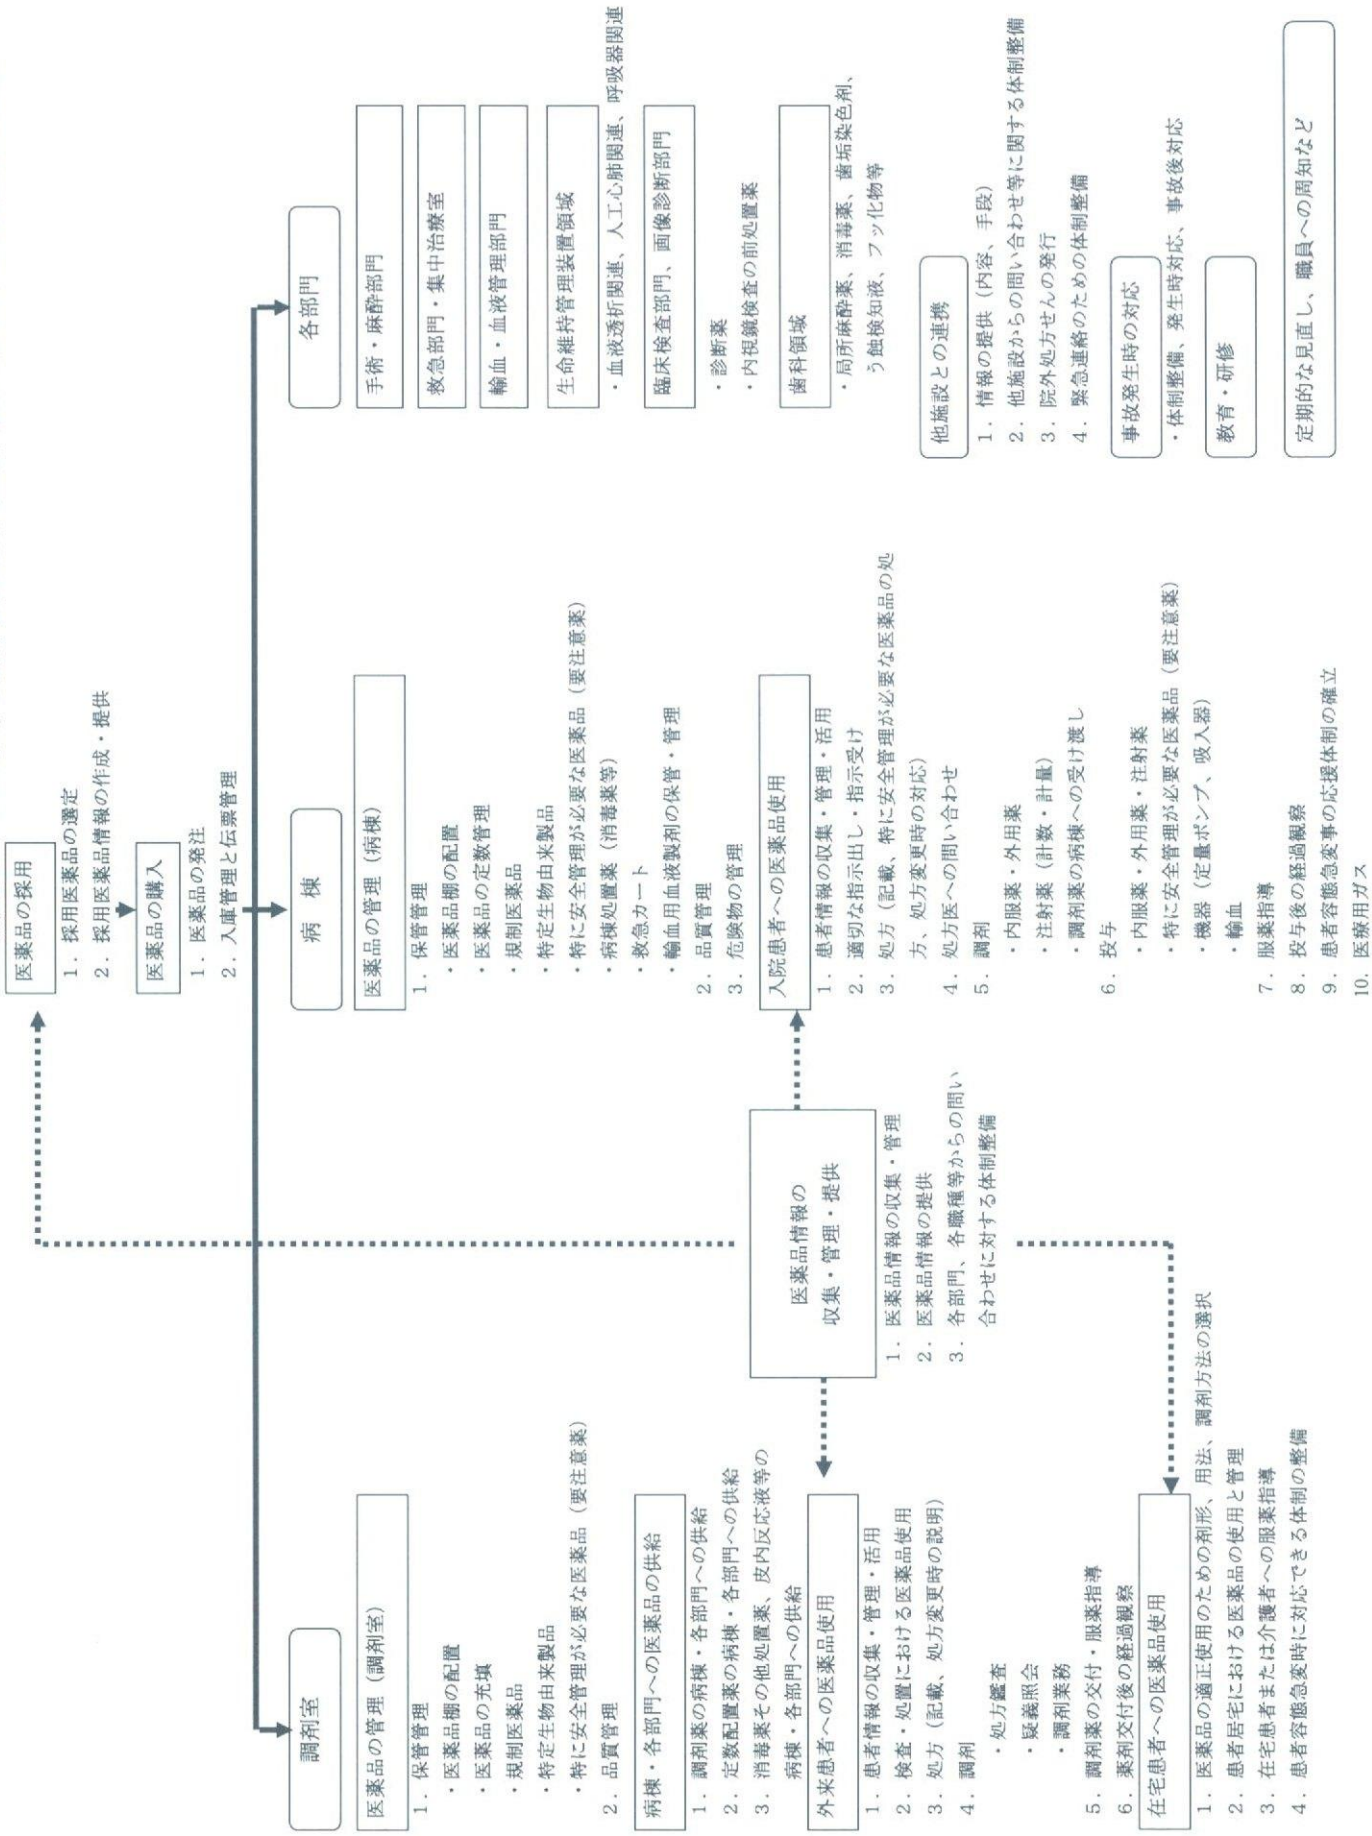 医薬品の採用
1. 採用医薬品の選定
2. 採用医薬品情報の作成・提供
医薬品の購入
1. 医薬品の発注
2. 入庫管理と伝票管理
調剤室
医薬品の管理（調剤室）
1. 保管管理
・医薬品棚の配置
・医薬品の充填
・規制医薬品
・特定生物由来製品
・特に安全管理が必要な医薬品（要注意薬）
2. 品質管理
病棟・各部門への医薬品の供給
1. 調剤薬の病棟・各部門への供給
2. 定数配置薬の病棟・各部門への供給
3. 消毒薬その他処置薬、皮内反応液等の
病棟・各部門への供給
外来患者への医薬品使用
1. 患者情報の収集・管理・活用
2. 検査・処置における医薬品使用
3. 処方（記載、処方変更時の説明）
4. 調剤
・処方鑑査
・疑義照会
・調剤業務
5. 調剤薬の交付・服薬指導
6. 薬剤交付後の経過観察
在宅患者への医薬品使用
1. 医薬品の適正使用のための剤形、用法、調剤方法の選択
2. 患者居宅における医薬品の使用と管理
3. 在宅患者または介護者への服薬指導
4. 患者容態急変時に対応できる体制の整備
医薬品情報の
収集・管理・提供
1. 医薬品情報の収集・管理
2. 医薬品情報の提供
3. 各部門、各職種等からの問い
合わせに対する体制整備
病　棟
医薬品の管理（病棟）
1. 保管管理
・医薬品棚の配置
・医薬品の定数管理
・規制医薬品
・特定生物由来製品
・特に安全管理が必要な医薬品（要注意薬）
・病棟処置薬（消毒薬等）
・救急カート
・輸血用血液製剤の保管・管理
2. 品質管理
3. 危険物の管理
入院患者への医薬品使用
1. 患者情報の収集・管理・活用
2. 適切な指示出し・指示受け
3. 処方（記載、特に安全管理が必要な医薬品の処
方、処方変更時の対応）
4. 処方医への問い合わせ
5. 調剤
・内服薬・外用薬
・注射薬（計数・計量）
・調剤薬の病棟への受け渡し
6. 投与
・内服薬・外用薬・注射薬
・特に安全管理が必要な医薬品（要注意薬）
・機器（定量ポンプ、吸入器）
・輸血
7. 服薬指導
8. 投与後の経過観察
9. 患者容態急変事の応援体制の確立
10. 医療用ガス
各部門
手術・麻酔部門
救急部門・集中治療室
輸血・血液管理部門
生命維持管理装置領域
・血液透析関連、人工心肺関連、呼吸器関連
臨床検査部門、画像診断部門
・診断薬
・内視鏡検査の前処置薬
歯科領域
・局所麻酔薬、消毒薬、歯垢染色剤、
う蝕検知液、フッ化物等
他施設との連携
1. 情報の提供（内容、手段）
2. 他施設からの問い合わせ等に関する体制整備
3. 院外処方せんの発行
4. 緊急連絡のための体制整備
事故発生時の対応
・体制整備、発生時対応、事故後対応
教育・研修
定期的な見直し、職員への周知など